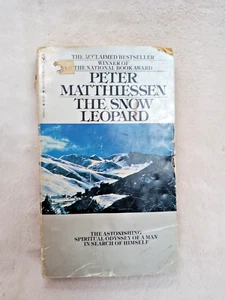 THE ACCLAIMED BESTSELLER
WINNER OF
THE NATIONAL BOOK AWARD
PETER
MATTHIESSEN
THE SNOW
LEOPARD
THE ASTONISHING
SPIRITUAL ODYSSEY OF A MAN
IN SEARCH OF HIMSELF